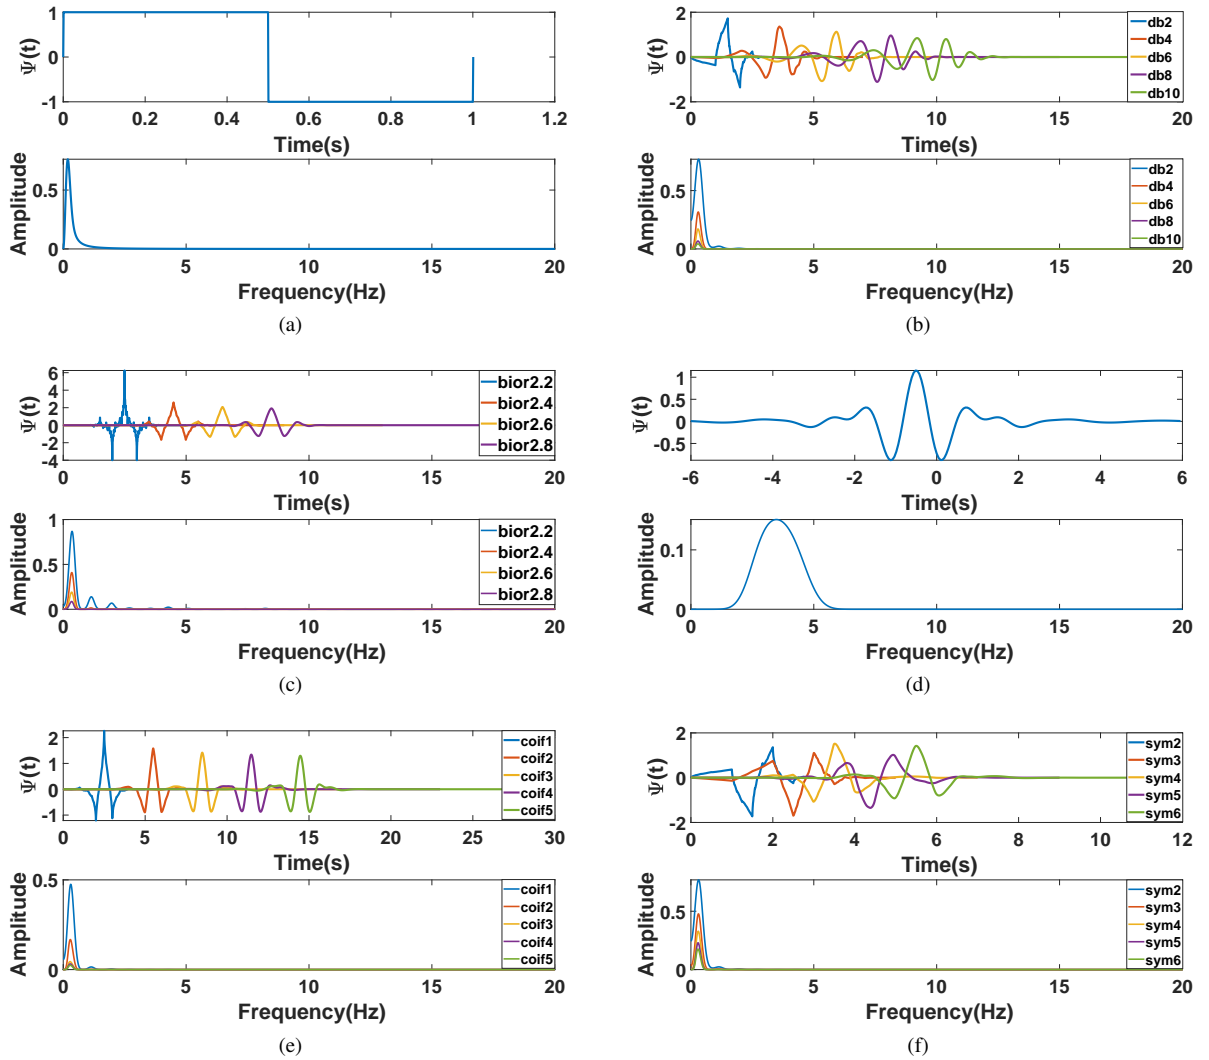 1
0
-1
Ψ(t)
0 0.2 0.4 0.6 0.8 1 1.2
Time(s)
0.5
0
Amplitude
0 5 10 15 20
Frequency(Hz)
(a)
2
0
-2
Ψ(t)
db2
db4
db6
db8
db10
0 5 10 15 20
Time(s)
0.5
0
Amplitude
db2
db4
db6
db8
db10
0 5 10 15 20
Frequency(Hz)
(b)
6
4
2
0
-2
-4
Ψ(t)
bior2.2
bior2.4
bior2.6
bior2.8
0 5 10 15 20
Time(s)
1
0.5
0
Amplitude
bior2.2
bior2.4
bior2.6
bior2.8
0 5 10 15 20
Frequency(Hz)
(c)
1
0.5
0
-0.5
Ψ(t)
-6 -4 -2 0 2 4 6
Time(s)
0.1
0
Amplitude
0 5 10 15 20
Frequency(Hz)
(d)
2
1
0
-1
Ψ(t)
coif1
coif2
coif3
coif4
coif5
0 5 10 15 20 25 30
Time(s)
0.5
0
Amplitude
coif1
coif2
coif3
coif4
coif5
0 5 10 15 20
Frequency(Hz)
(e)
2
0
-2
Ψ(t)
sym2
sym3
sym4
sym5
sym6
0 2 4 6 8 10 12
Time(s)
0.5
0
Amplitude
sym2
sym3
sym4
sym5
sym6
0 5 10 15 20
Frequency(Hz)
(f)